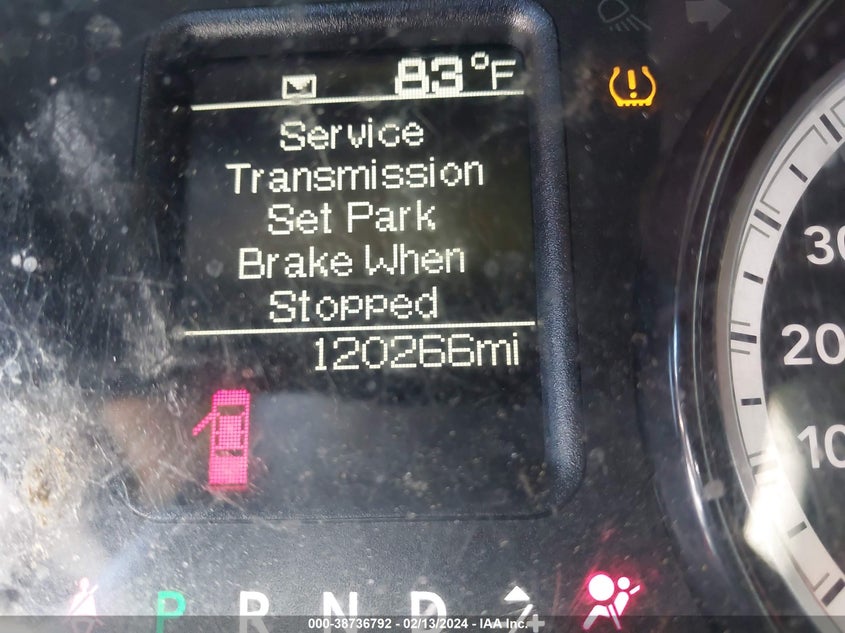 83°F
Service
Transmission
Set Park
Brake When
Stopped
120266mi
30
20
10
P R N D
000-38736792 - 02/13/2024 - IAA Inc.